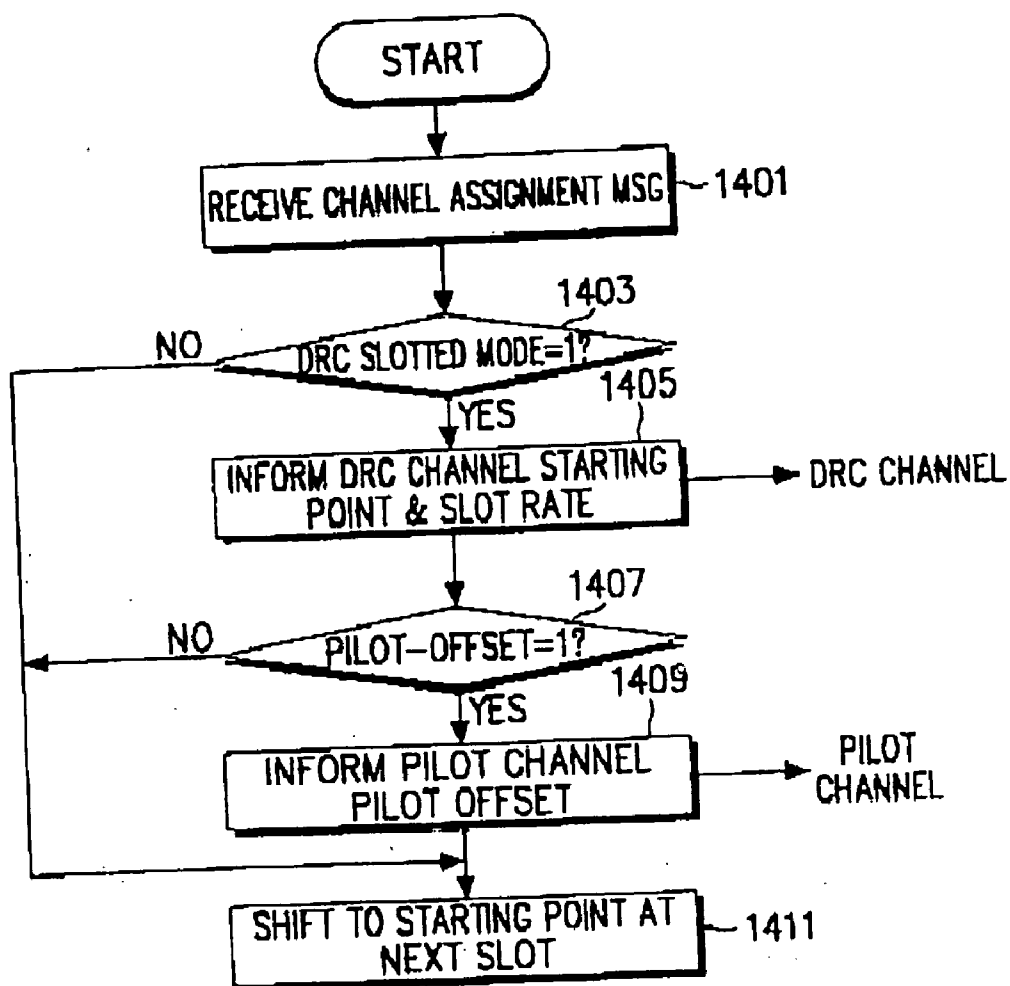 START
RECEIVE CHANNEL ASSIGNMENT MSG
1401
1403
NO
DRC SLOTTED MODE=1?
1405
YES
INFORM DRC CHANNEL STARTING
POINT & SLOT RATE
DRC CHANNEL
1407
NO
PILOT-OFFSET=1?
1409
YES
INFORM PILOT CHANNEL
PILOT OFFSET
PILOT
CHANNEL
SHIFT TO STARTING POINT AT
NEXT SLOT
1411